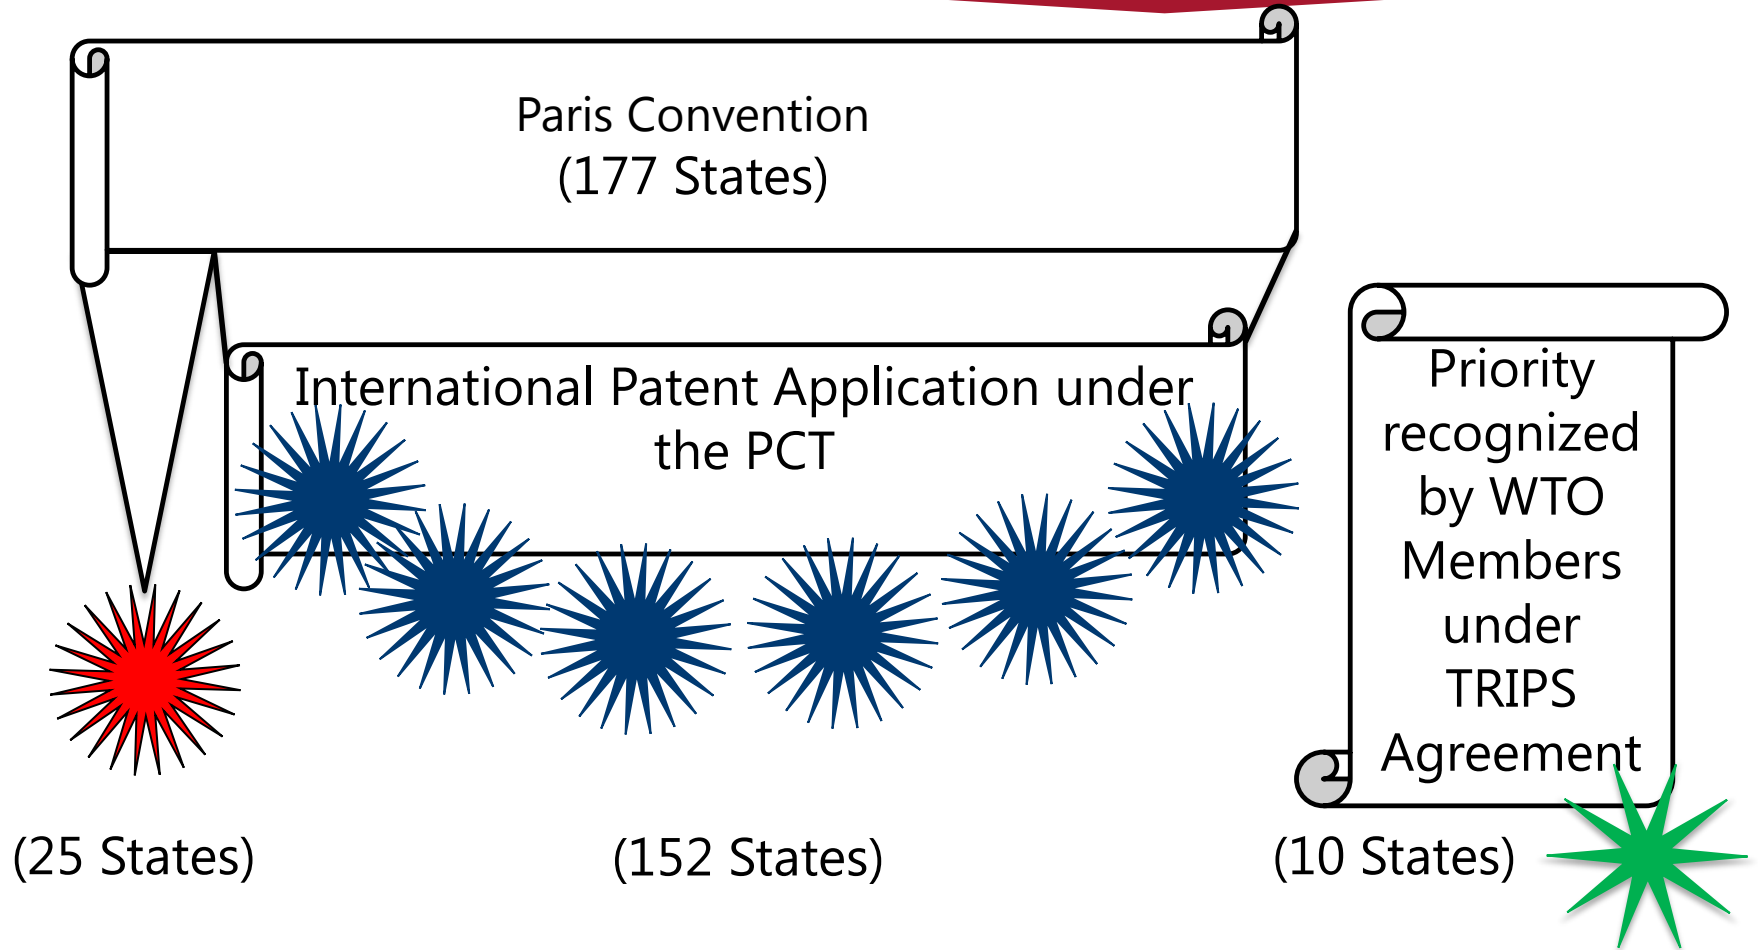 Paris Convention
(177 States)
International Patent Application under
the PCT
Priority
recognized
by WTO
Members
under
TRIPS
Agreement
(25 States)
(152 States)
(10 States)